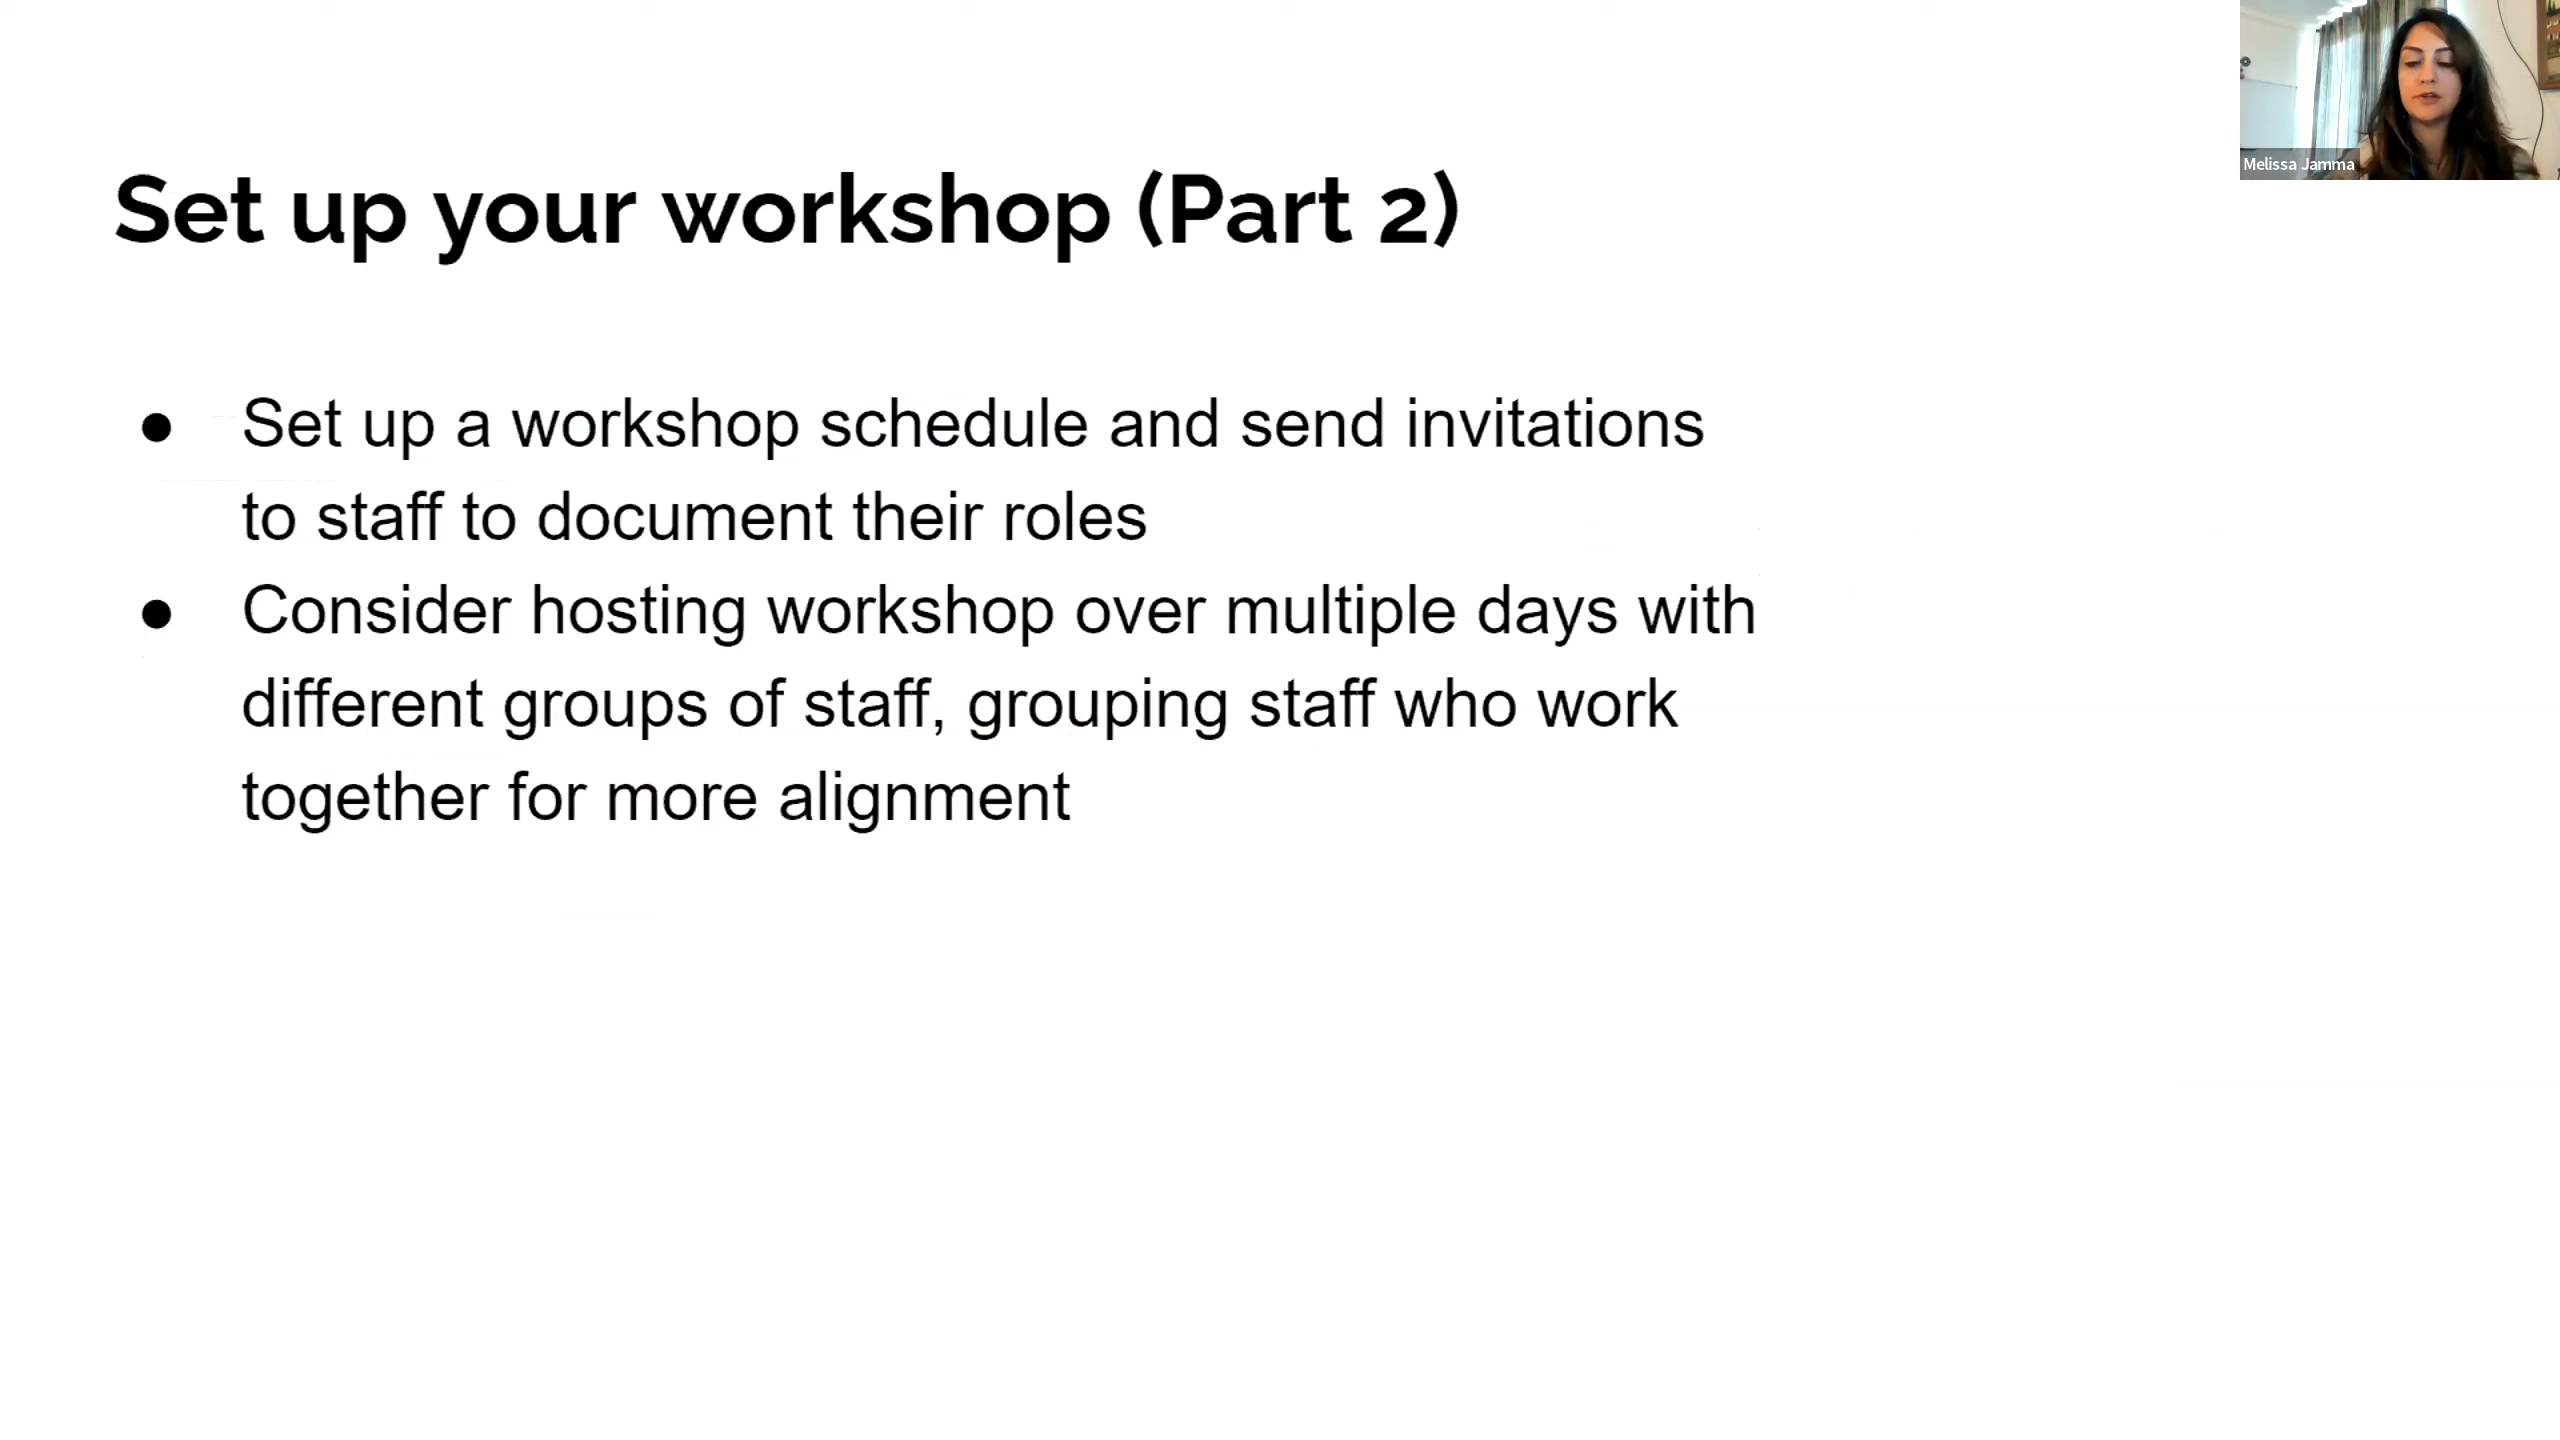 Melissa Jamma
Set up your workshop (Part 2)
● Set up a workshop schedule and send invitations
to staff to document their roles
● Consider hosting workshop over multiple days with
different groups of staff, grouping staff who work
together for more alignment